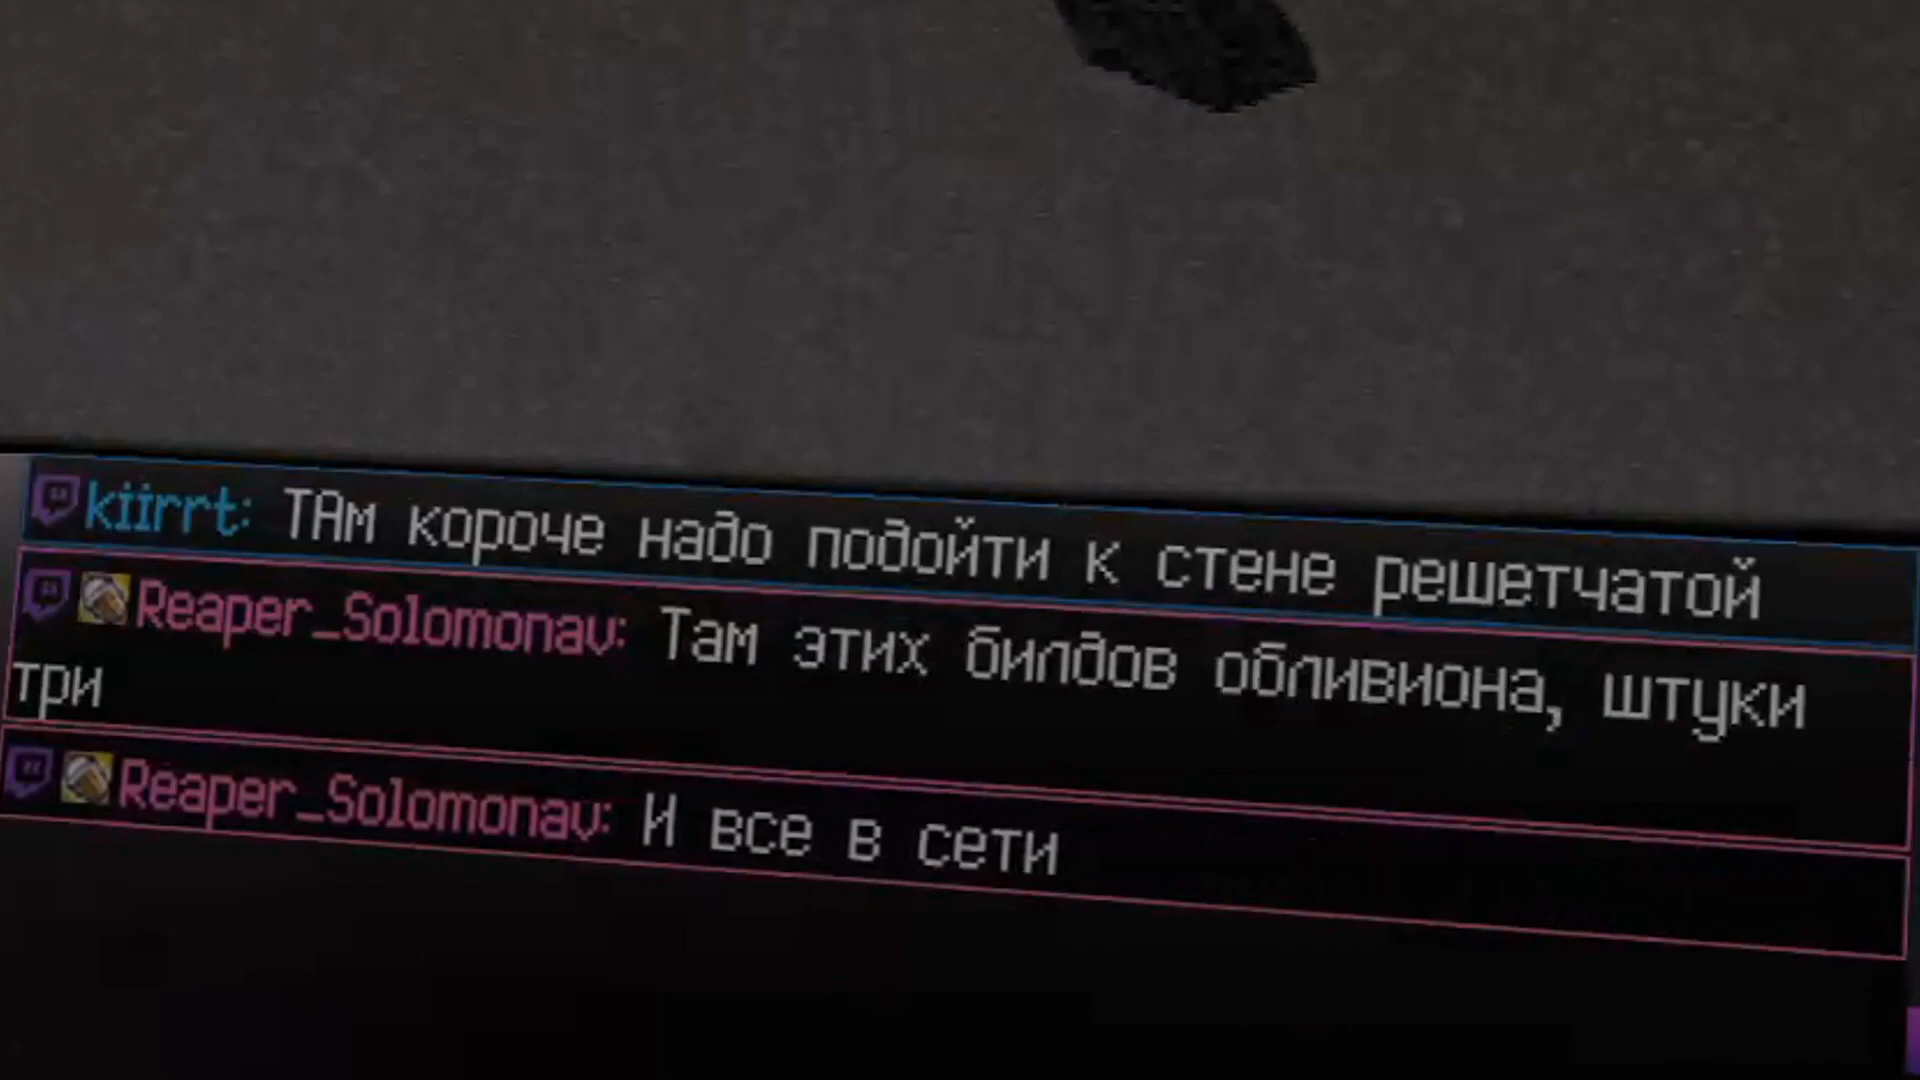 kiirrt: ТАм короче надо подойти к стене решетчатой
Reaper_Solomonav: Там этих билдов обливиона, штуки
три
Reaper_Solomonav: И все в сети